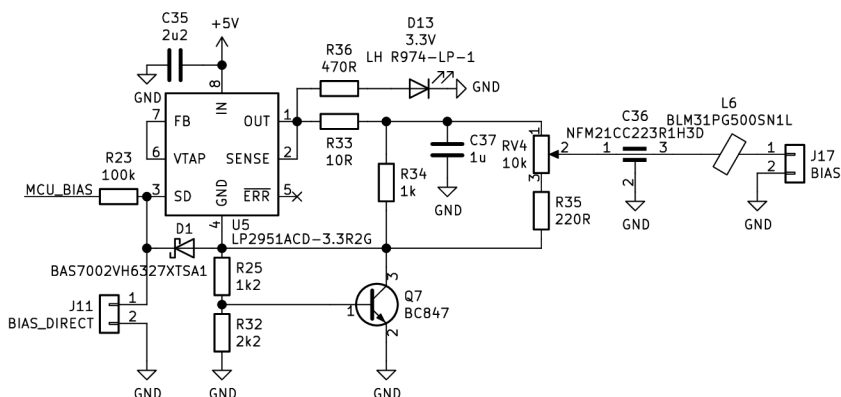 C35
2u2
+5V
D13
3.3V
LH R974-LP-1
R36
470R
GND
GND
8
IN
7
FB
OUT
1
6
VTAP
SENSE
2
3
SD
GND
ERR
5
4
U5
LP2951ACD-3.3R2G
R23
100k
MCU_BIAS
R33
10R
R34
1k
C37
1u
GND
RV4
10k
1
2
3
R35
220R
C36
NFM21CC223R1H3D
1
3
2
GND
L6
BLM31PG500SN1L
1
2
J17
BIAS
GND
D1
BAS7002VH6327XTSA1
R25
1k2
R32
2k2
J11
BIAS_DIRECT
1
2
Q7
BC847
1
3
2
GND
GND
GND